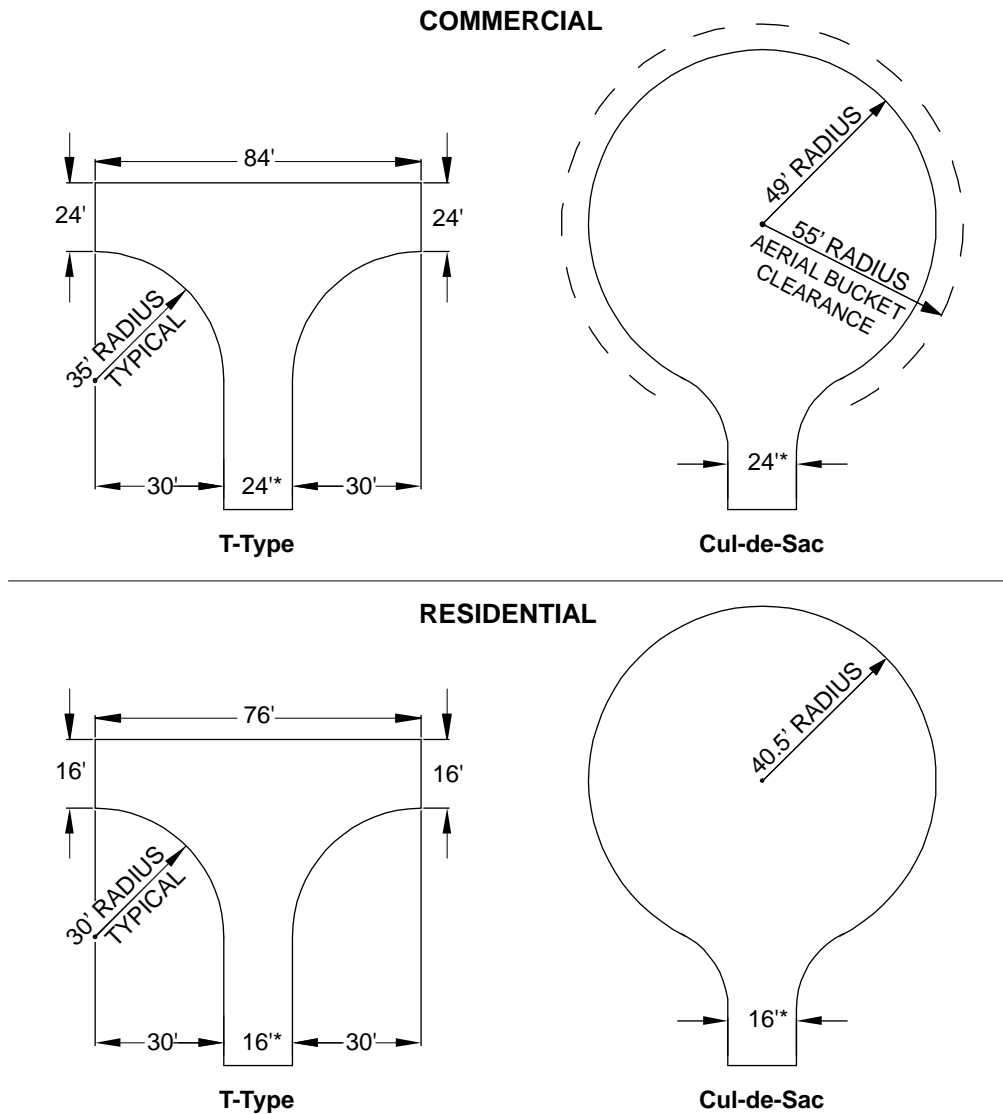 COMMERCIAL
84'
24'
24'
35’ RADIUS
TYPICAL
30'
24'*
30'
T-Type
49’ RADIUS
55’ RADIUS
AERIAL BUCKET
CLEARANCE
24'*
Cul-de-Sac
RESIDENTIAL
76'
16'
16'
30’ RADIUS
TYPICAL
30'
16'*
30'
T-Type
40.5’ RADIUS
16'*
Cul-de-Sac